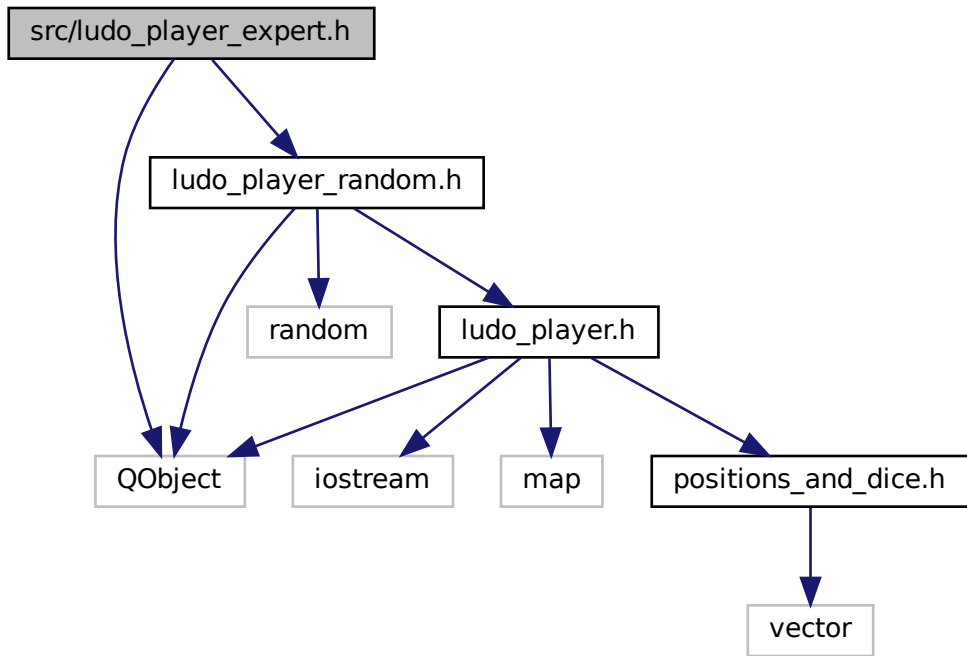 src/ludo_player_expert.h
ludo_player_random.h
random
ludo_player.h
QObject
iostream
map
positions_and_dice.h
vector